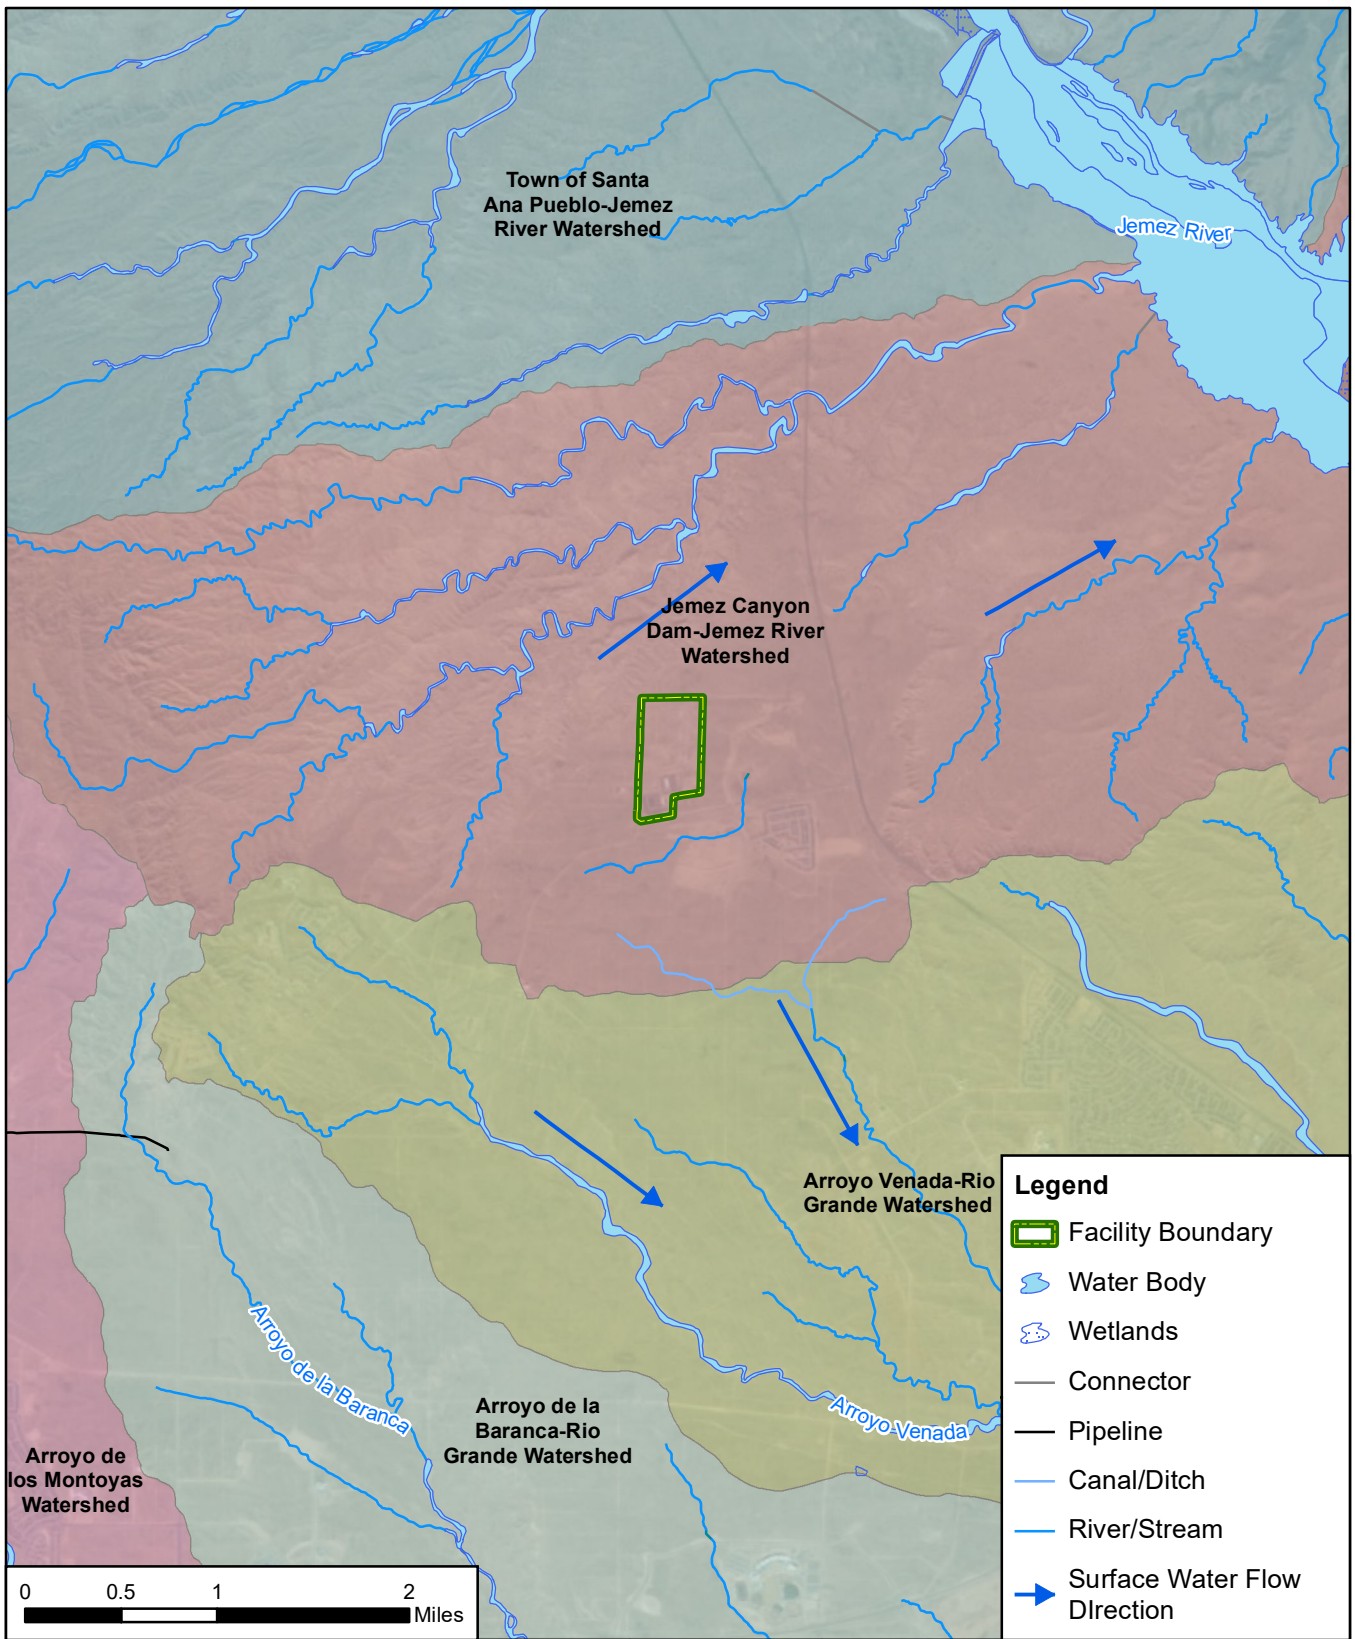 Town of Santa
Ana Pueblo-Jemez
River Watershed
Jemez River
Jemez Canyon
Dam-Jemez River
Watershed
Arroyo Venada-Rio
Grande Watershed
Arroyo de la Baranca
Arroyo Venada
Arroyo de la
Baranca-Rio
Grande Watershed
Arroyo de
los Montoyas
Watershed
Legend
Facility Boundary
Water Body
Wetlands
Connector
Pipeline
Canal/Ditch
River/Stream
Surface Water Flow
DIrection
0 0.5 1 2
Miles